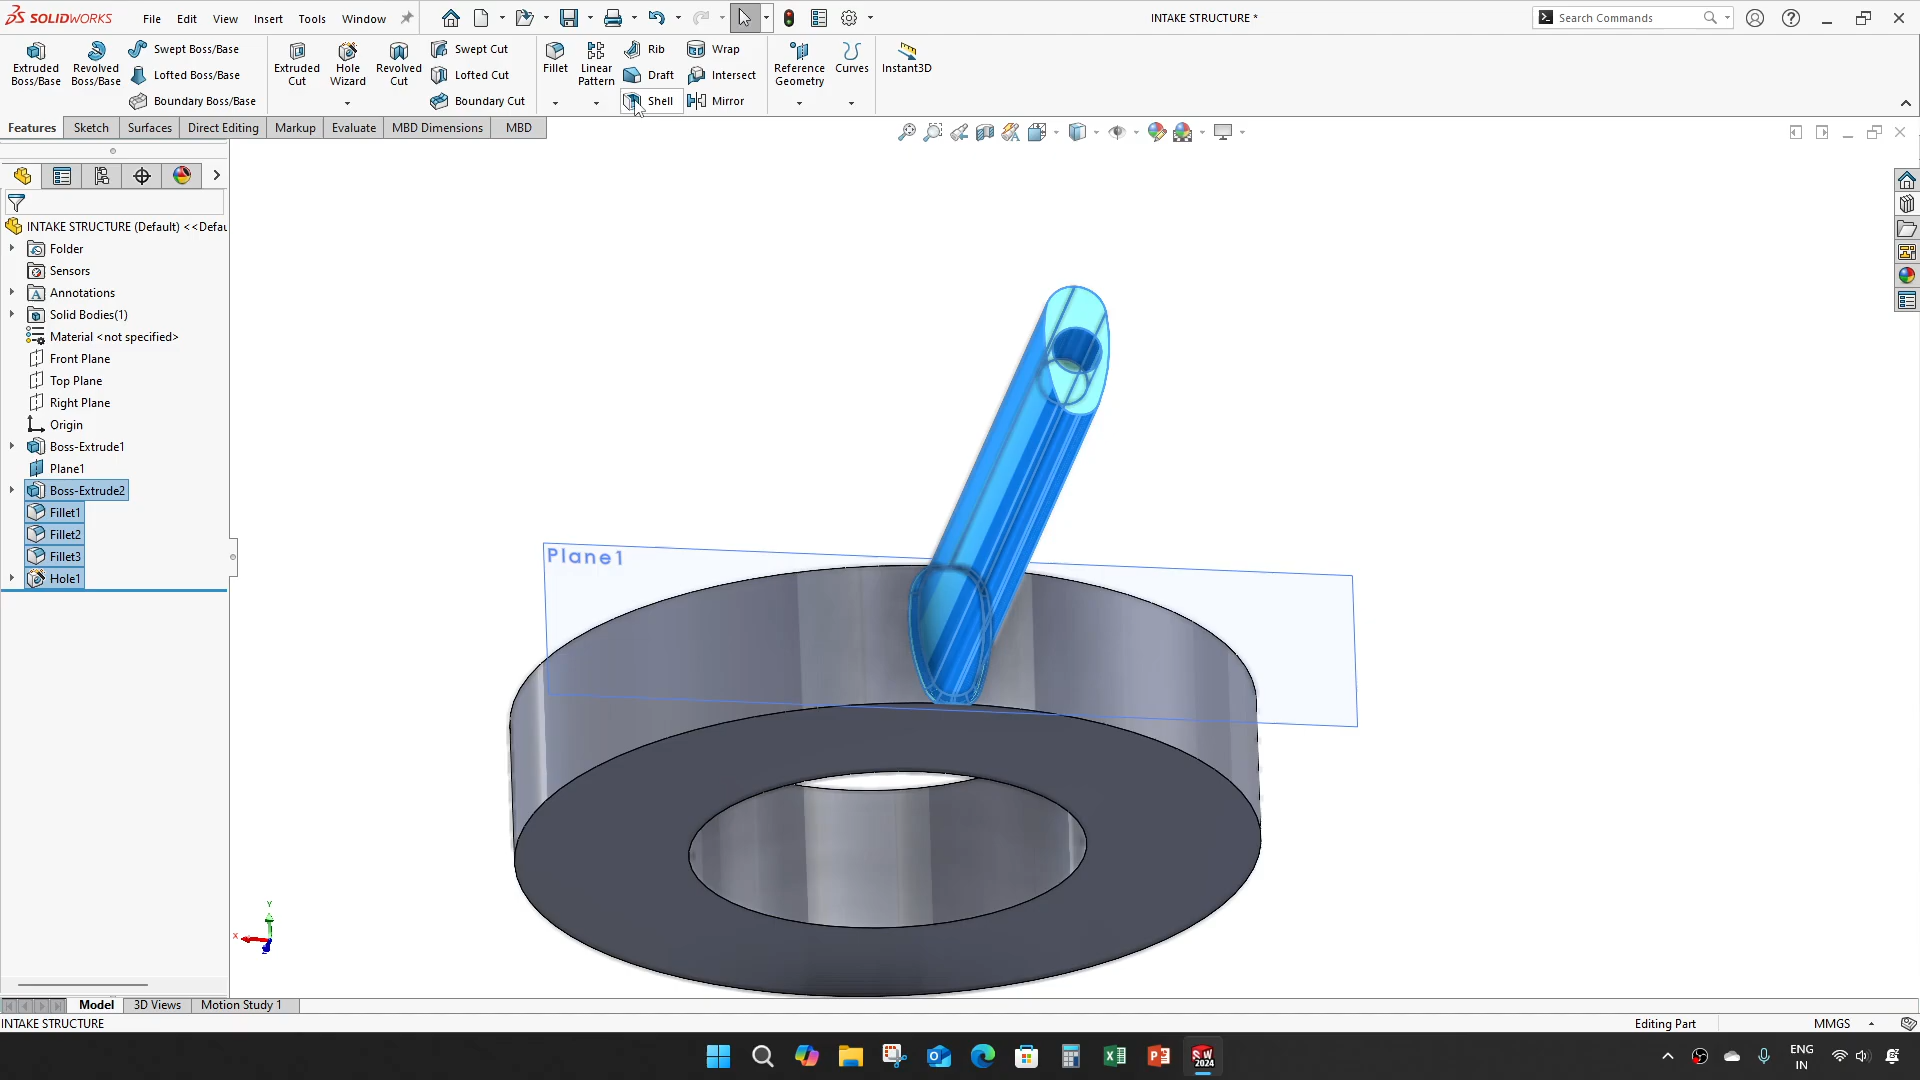 SOLIDWORKS
File Edit View Insert Tools Window
INTAKE STRUCTURE *
Search Commands
Extruded Boss/Base
Revolved Boss/Base
Swept Boss/Base
Lofted Boss/Base
Boundary Boss/Base
Extruded Cut
Hole Wizard
Revolved Cut
Swept Cut
Lofted Cut
Boundary Cut
Fillet
Linear Pattern
Rib
Draft
Shell
Wrap
Intersect
Mirror
Reference Geometry
Curves
Instant3D
Features Sketch Surfaces Direct Editing Markup Evaluate MBD Dimensions MBD
INTAKE STRUCTURE (Default) <<Defau
Folder
Sensors
Annotations
Solid Bodies(1)
Material <not specified>
Front Plane
Top Plane
Right Plane
Origin
Boss-Extrude1
Plane1
Boss-Extrude2
Fillet1
Fillet2
Fillet3
Hole1
Plane1
Y
X
Z
Model 3D Views Motion Study 1
INTAKE STRUCTURE
Editing Part
MMGS
SW 2024
ENG
IN